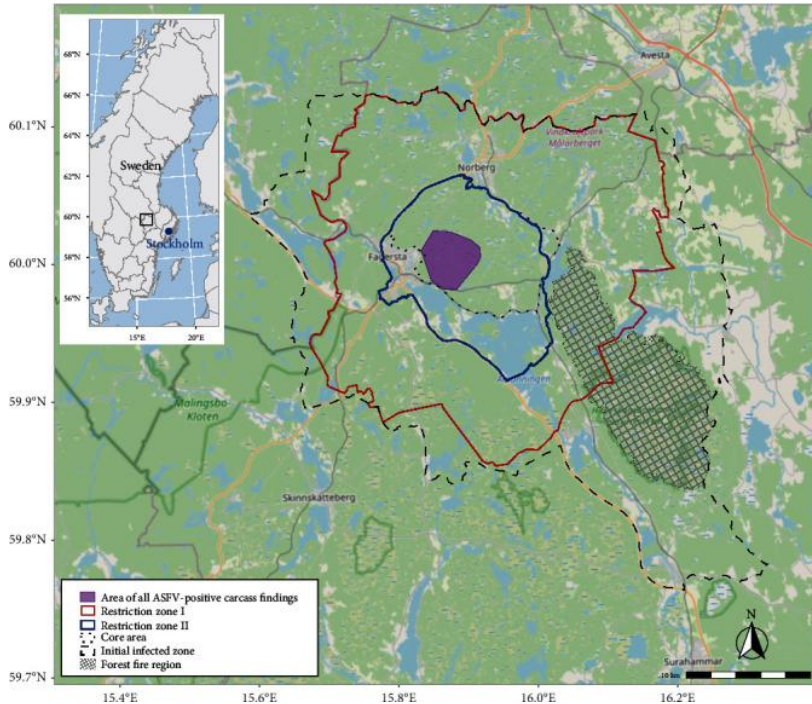 68°N
66°N
64°N
62°N
60°N
58°N
56°N
15°E
20°E
Sweden
Stockholm
60.1°N
60.0°N
59.9°N
59.8°N
59.7°N
15.4°E
15.6°E
15.8°E
16.0°E
16.2°E
Avesta
Målarberget
Norberg
Fagersta
Malingsbo
Kloten
Skinnskatteberg
Surahammar
N
10 km
Area of all ASFV-positive carcass findings
Restriction zone I
Restriction zone II
Core area
Initial infected zone
Forest fire region